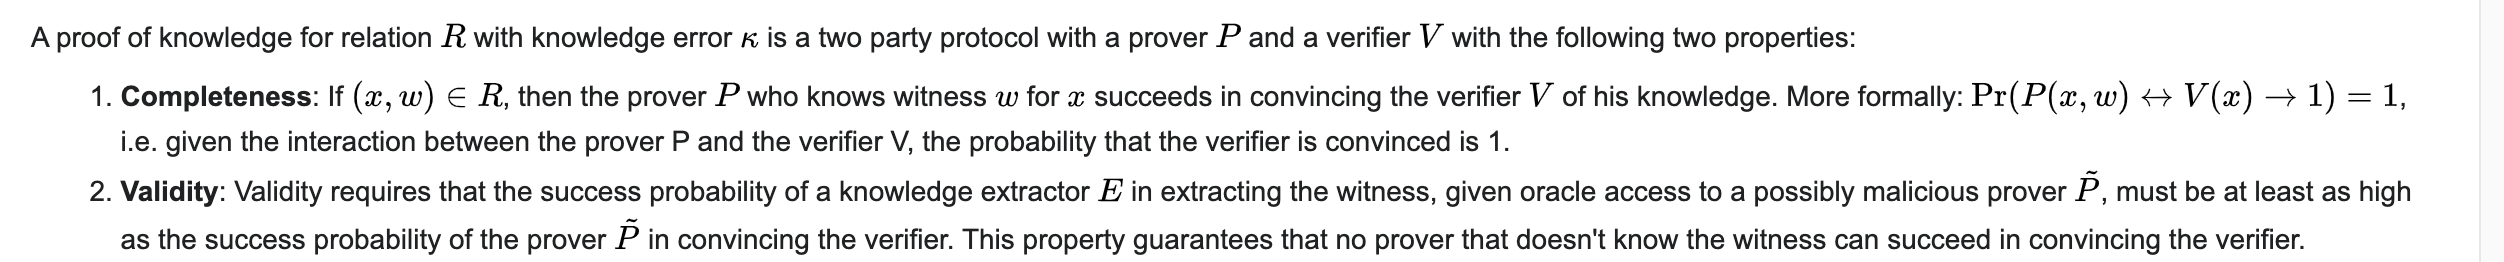 A proof of knowledge for relation R with knowledge error κ is a two party protocol with a prover P and a verifier V with the following two properties:
1. Completeness: If (x, w) ∈ R, then the prover P who knows witness w for x succeeds in convincing the verifier V of his knowledge. More formally: Pr(P(x, w) ↔ V(x) → 1) = 1,
i.e. given the interaction between the prover P and the verifier V, the probability that the verifier is convinced is 1.
2. Validity: Validity requires that the success probability of a knowledge extractor E in extracting the witness, given oracle access to a possibly malicious prover P̃, must be at least as high
as the success probability of the prover P̃ in convincing the verifier. This property guarantees that no prover that doesn't know the witness can succeed in convincing the verifier.